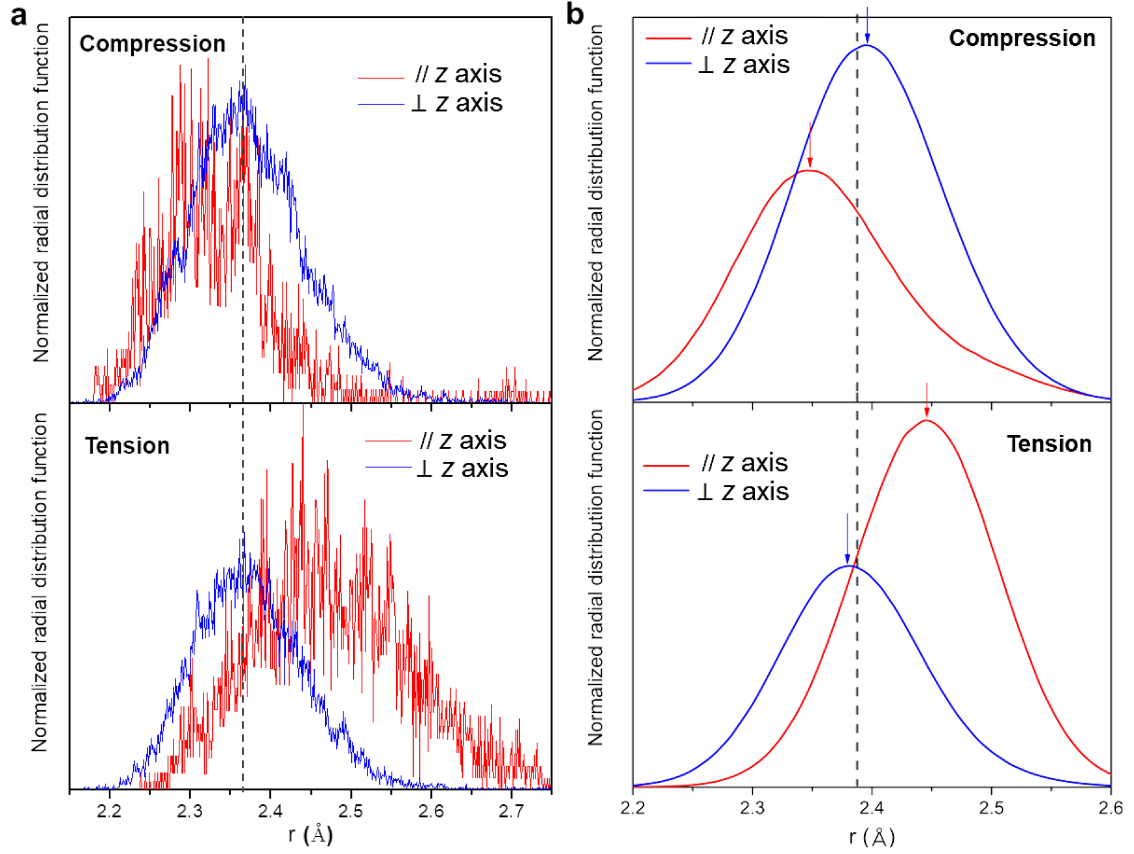 a
Normalized radial distribution function
Compression
// z axis
⊥ z axis
Normalized radial distribution function
Tension
// z axis
⊥ z axis
2.2 2.3 2.4 2.5 2.6 2.7
r (Å)
b
Normalized radial distribution function
// z axis
⊥ z axis
Compression
Normalized radial distribution function
// z axis
⊥ z axis
Tension
2.2 2.3 2.4 2.5 2.6
r (Å)